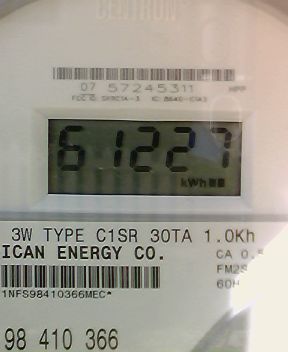 CENTRON
07 57245311
61227
kWh
3W TYPE C1SR 30TA 1.0Kh
ICAN ENERGY CO.
CA 0.5
FM2S
60H
1NFS98410366MEC*
98 410 366